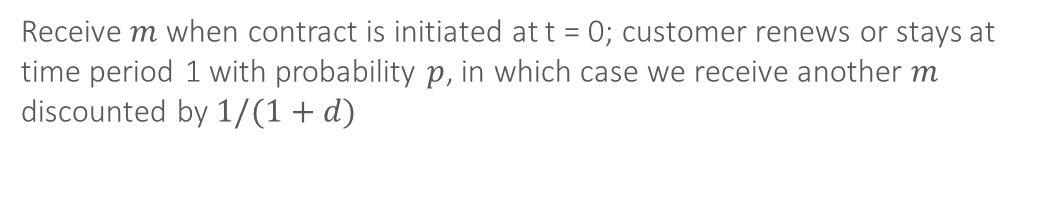 Receive m when contract is initiated at t = 0; customer renews or stays at
time period 1 with probability p, in which case we receive another m
discounted by 1/(1 + d)